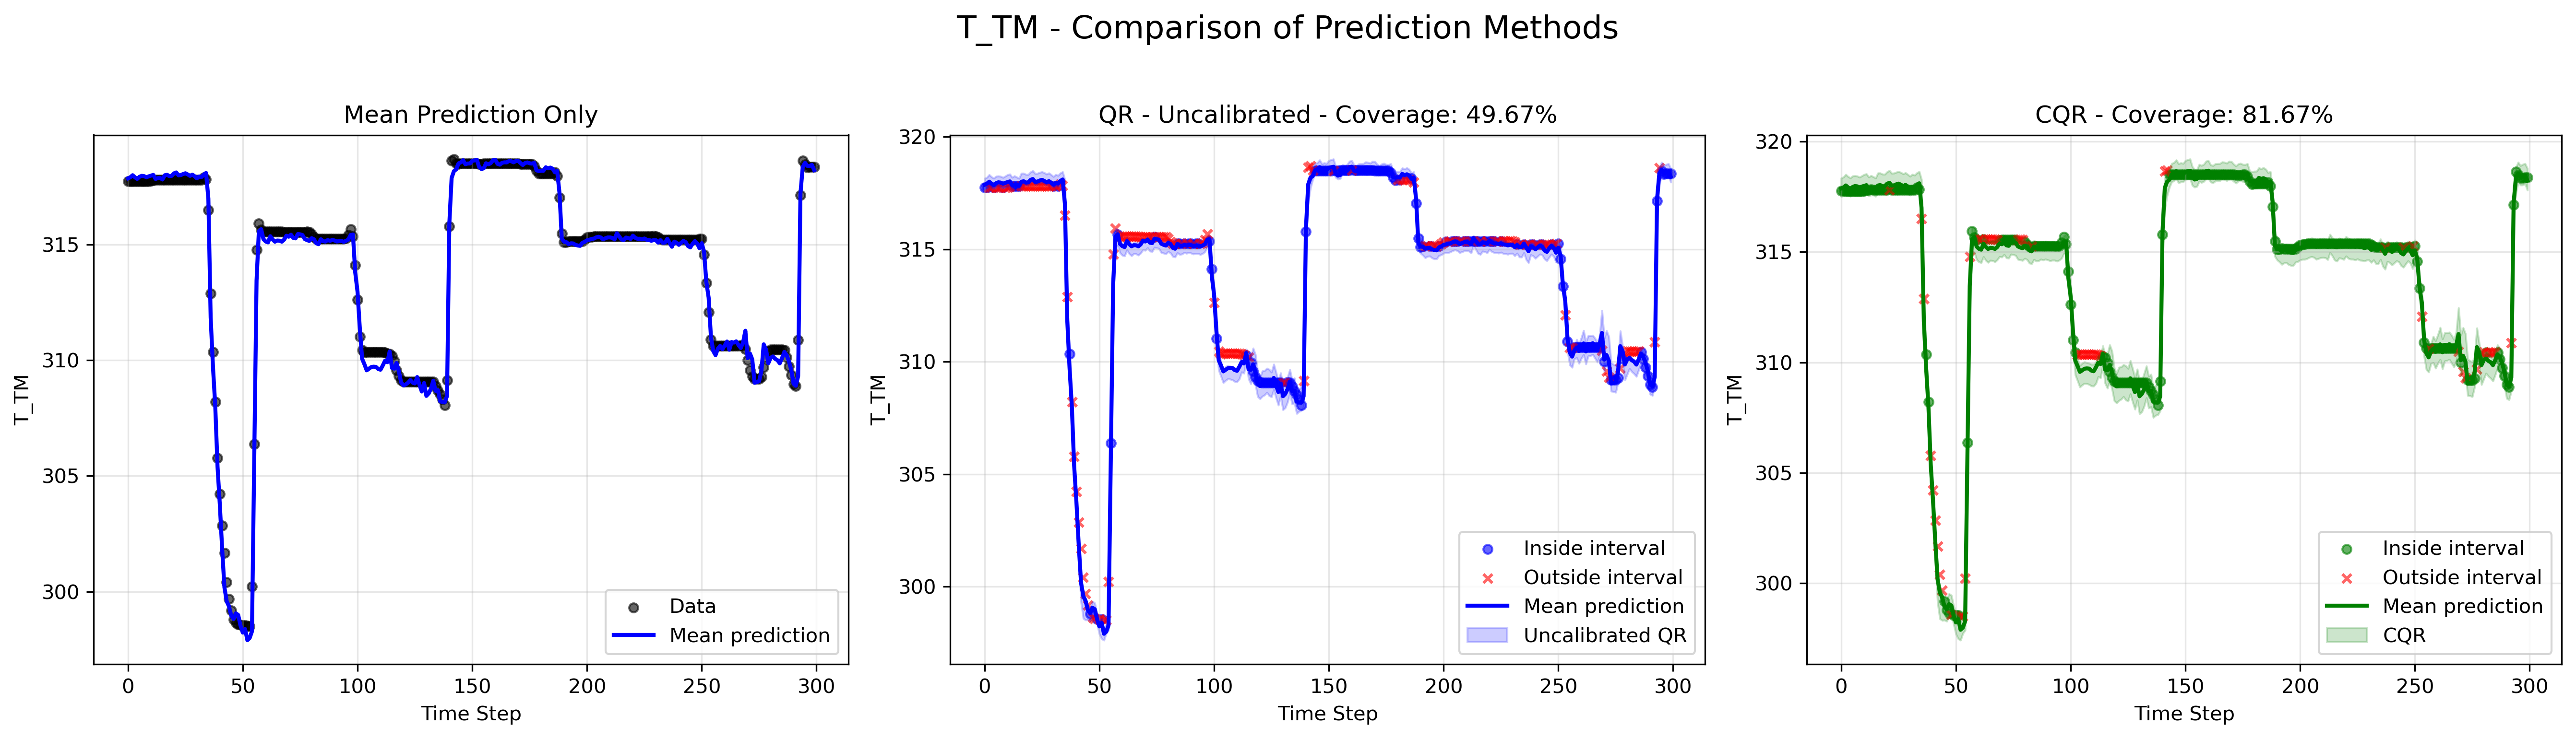 T_TM - Comparison of Prediction Methods
Mean Prediction Only
T_TM
315
310
305
300
0 50 100 150 200 250 300
Time Step
Data
Mean prediction
QR - Uncalibrated - Coverage: 49.67%
T_TM
320
315
310
305
300
0 50 100 150 200 250 300
Time Step
Inside interval
Outside interval
Mean prediction
Uncalibrated QR
CQR - Coverage: 81.67%
T_TM
320
315
310
305
300
0 50 100 150 200 250 300
Time Step
Inside interval
Outside interval
Mean prediction
CQR